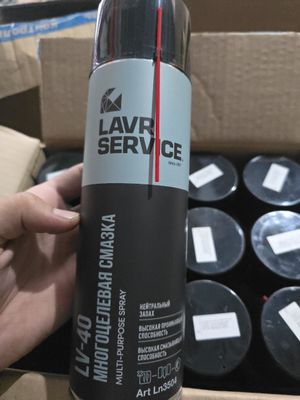 LAVR
SERVICE
LV-40
МНОГОЦЕЛЕВАЯ СМАЗКА
MULTI-PURPOSE SPRAY
НЕЙТРАЛЬНЫЙ
ЗАПАХ
ВЫСОКАЯ ПРОНИКАЮЩАЯ
СПОСОБНОСТЬ
ВЫСОКАЯ СМАЗЫВАЮЩАЯ
СПОСОБНОСТЬ
Art Ln3504